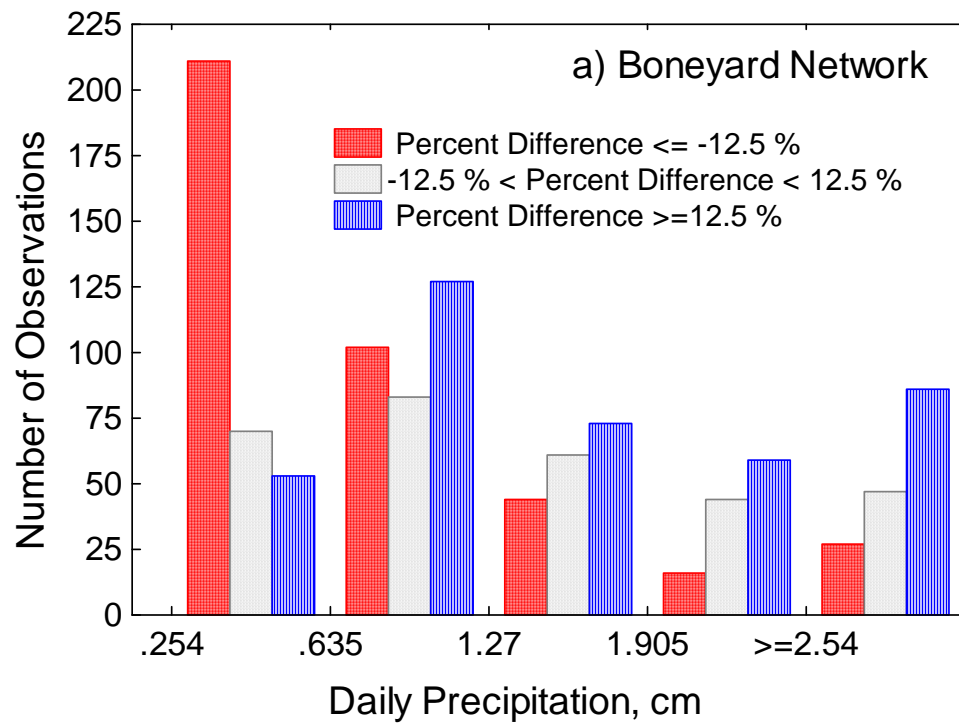 a) Boneyard Network
Percent Difference <= -12.5 %
-12.5 % < Percent Difference < 12.5 %
Percent Difference >=12.5 %
Number of Observations
225
200
175
150
125
100
75
50
25
0
.254 .635 1.27 1.905 >=2.54
Daily Precipitation, cm